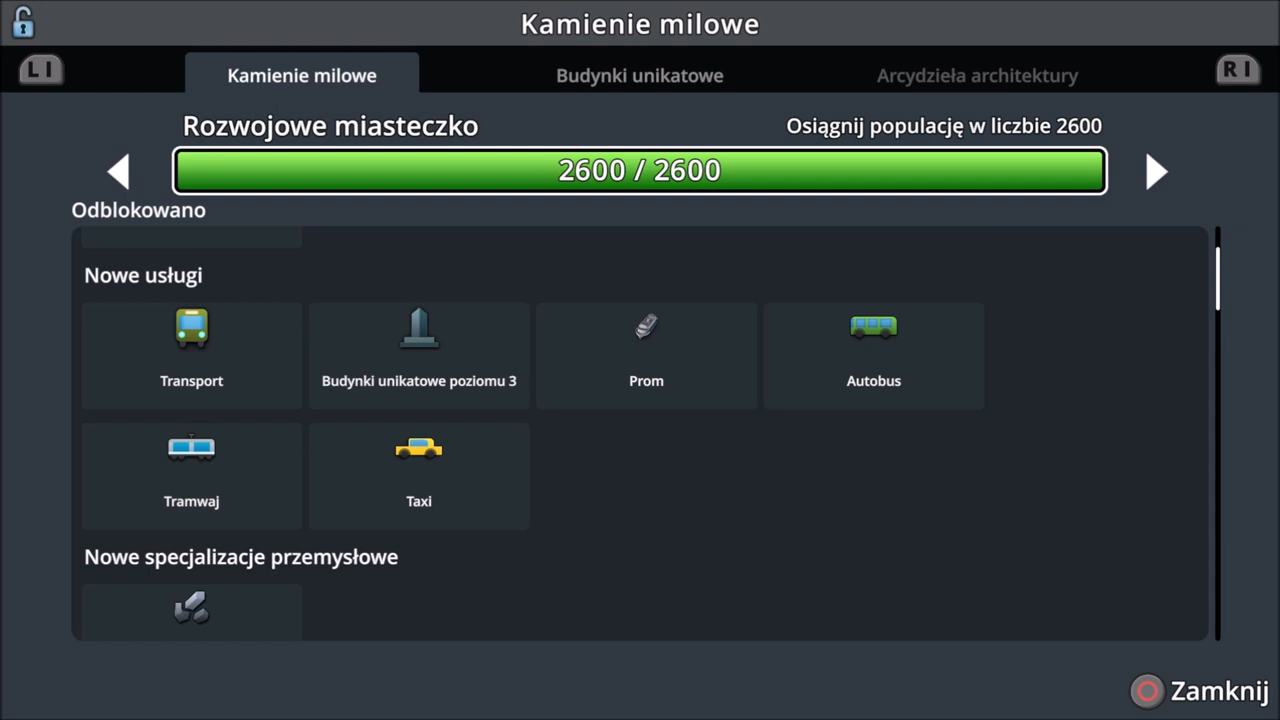 Kamienie milowe
L1
Kamienie milowe
Budynki unikatowe
Arcydzieła architektury
R1
Rozwojowe miasteczko
Osiągnij populację w liczbie 2600
2600 / 2600
Odblokowano
Nowe usługi
Transport
Budynki unikatowe poziomu 3
Prom
Autobus
Tramwaj
Taxi
Nowe specjalizacje przemysłowe
Zamknij